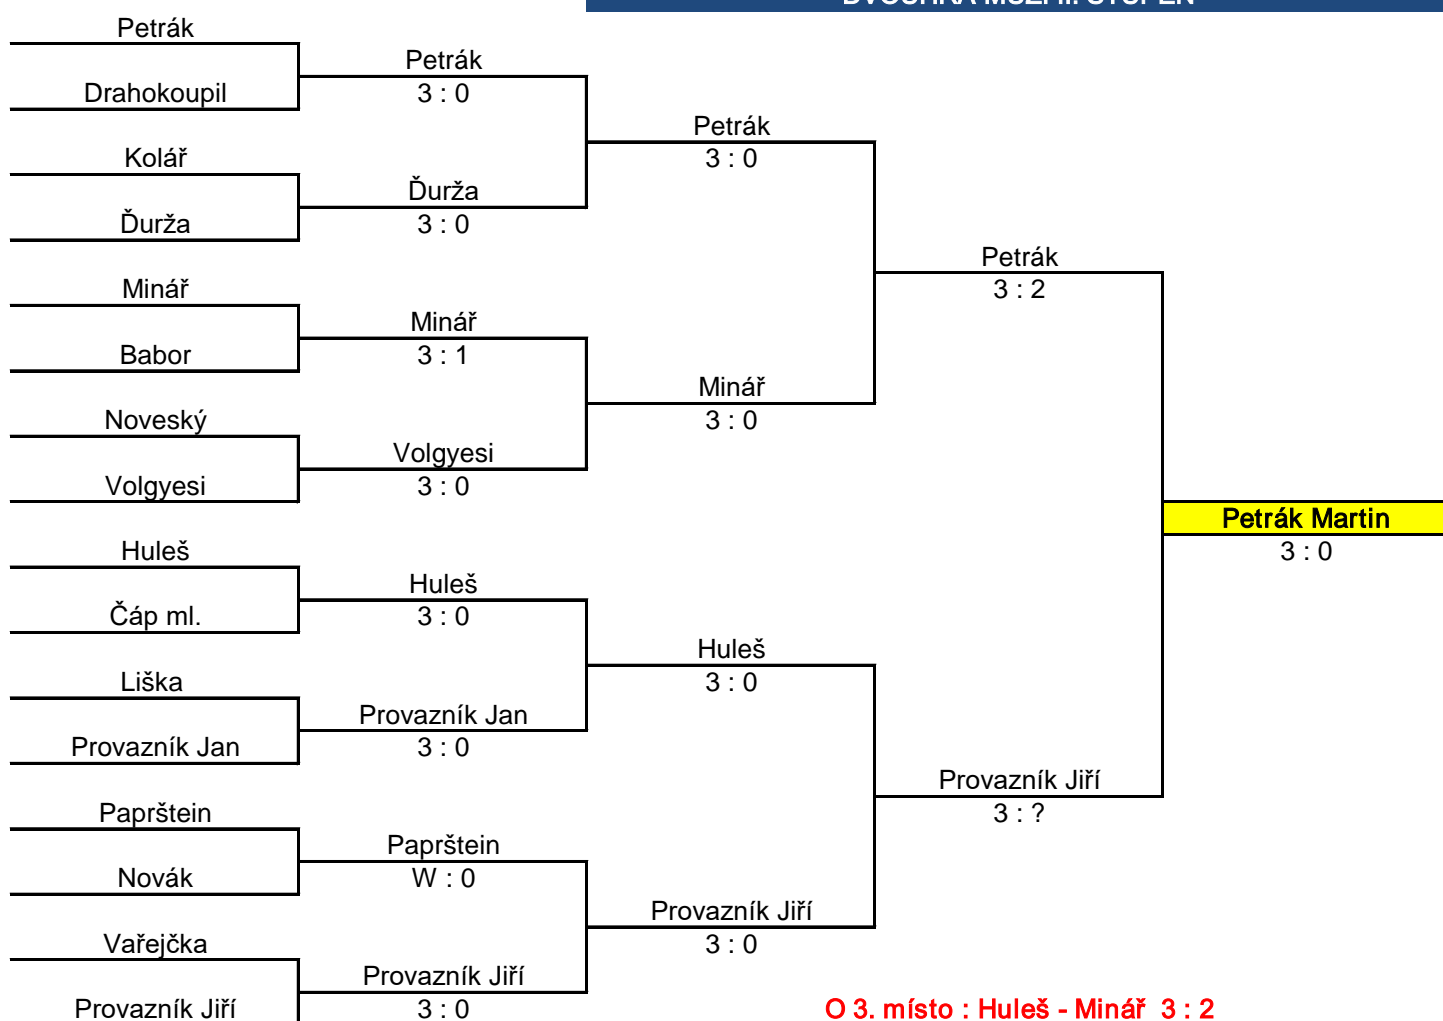 Petrák
Petrák
Drahokoupil
3 : 0
Petrák
Kolář
3 : 0
Ďurža
Ďurža
3 : 0
Petrák
Minář
3 : 2
Minář
Babor
3 : 1
Minář
Noveský
3 : 0
Volgyesi
Volgyesi
3 : 0
Petrák Martin
Huleš
3 : 0
Huleš
Čáp ml.
3 : 0
Huleš
Liška
3 : 0
Provazník Jan
Provazník Jan
3 : 0
Provazník Jiří
Paprštein
3 : ?
Paprštein
Novák
W : 0
Provazník Jiří
Vařejčka
3 : 0
Provazník Jiří
Provazník Jiří
3 : 0
O 3. místo : Huleš - Minář 3 : 2